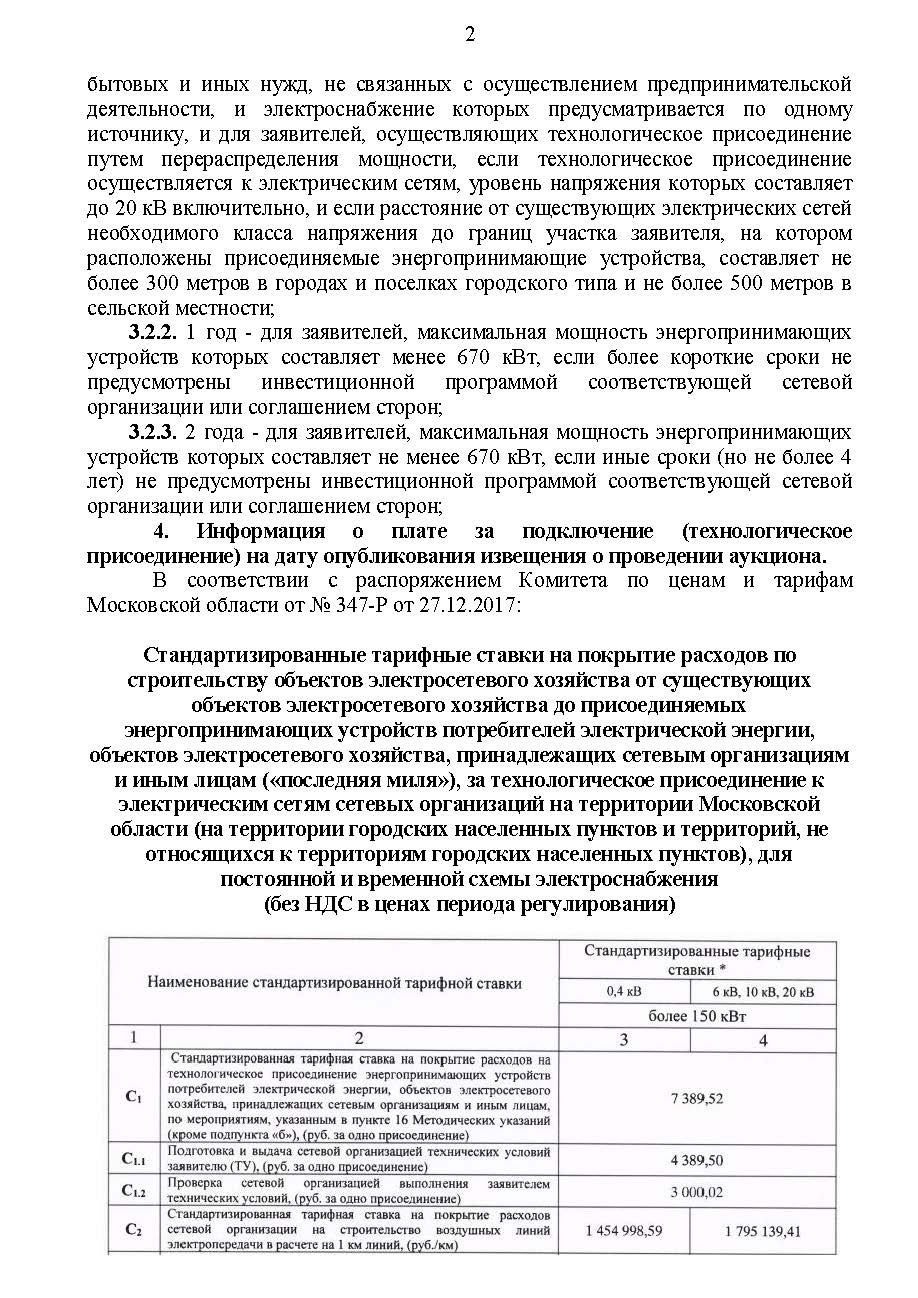 2
бытовых и иных нужд, не связанных с осуществлением предпринимательской
деятельности, и электроснабжение которых предусматривается по одному
источнику, и для заявителей, осуществляющих технологическое присоединение
путем перераспределения мощности, если технологическое присоединение
осуществляется к электрическим сетям, уровень напряжения которых составляет
до 20 кВ включительно, и если расстояние от существующих электрических сетей
необходимого класса напряжения до границ участка заявителя, на котором
расположены присоединяемые энергопринимающие устройства, составляет не
более 300 метров в городах и поселках городского типа и не более 500 метров в
сельской местности;
3.2.2. 1 год - для заявителей, максимальная мощность энергопринимающих
устройств которых составляет менее 670 кВт, если более короткие сроки не
предусмотрены инвестиционной программой соответствующей сетевой
организации или соглашением сторон;
3.2.3. 2 года - для заявителей, максимальная мощность энергопринимающих
устройств которых составляет не менее 670 кВт, если иные сроки (но не более 4
лет) не предусмотрены инвестиционной программой соответствующей сетевой
организации или соглашением сторон;
4. Информация о плате за подключение (технологическое
присоединение) на дату опубликования извещения о проведении аукциона.
В соответствии с распоряжением Комитета по ценам и тарифам
Московской области от № 347-Р от 27.12.2017:
Стандартизированные тарифные ставки на покрытие расходов по
строительству объектов электросетевого хозяйства от существующих
объектов электросетевого хозяйства до присоединяемых
энергопринимающих устройств потребителей электрической энергии,
объектов электросетевого хозяйства, принадлежащих сетевым организациям
и иным лицам («последняя миля»), за технологическое присоединение к
электрическим сетям сетевых организаций на территории Московской
области (на территории городских населенных пунктов и территорий, не
относящихся к территориям городских населенных пунктов), для
постоянной и временной схемы электроснабжения
(без НДС в ценах периода регулирования)
Наименование стандартизированной тарифной ставки
Стандартизированные тарифные
ставки *
0,4 кВ
6 кВ, 10 кВ, 20 кВ
более 150 кВт
1
2
3
4
С1
Стандартизированная тарифная ставка на покрытие расходов на
технологическое присоединение энергопринимающих устройств
потребителей электрической энергии, объектов электросетевого
хозяйства, принадлежащих сетевым организациям и иным лицам,
по мероприятиям, указанным в пункте 16 Методических указаний
(кроме подпункта «б»), (руб. за одно присоединение)
7 389,52
С1.1
Подготовка и выдача сетевой организацией технических условий
заявителю (ТУ), (руб. за одно присоединение)
4 389,50
С1.2
Проверка сетевой организацией выполнения заявителем
технических условий, (руб. за одно присоединение)
3 000,02
С2
Стандартизированная тарифная ставка на покрытие расходов
сетевой организации на строительство воздушных линий
электропередачи в расчете на 1 км линий, (руб./км)
1 454 998,59
1 795 139,41